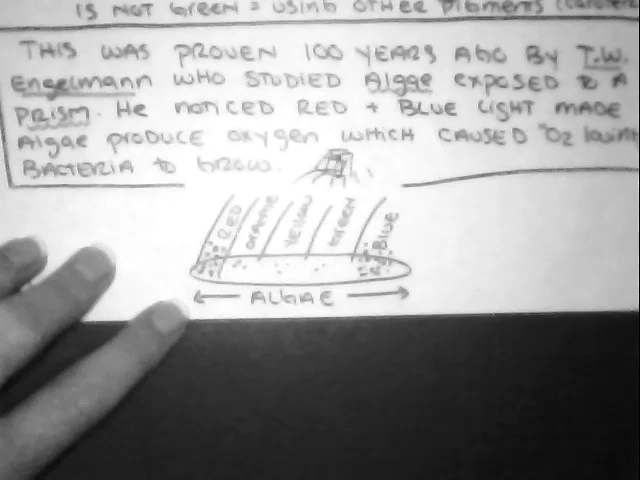 IS NOT GREEN = USING OTHER PIGMENTS
THIS WAS PROVEN 100 YEARS AGO BY T.W.
ENGELMANN WHO STUDIED ALGAE EXPOSED TO A
PRISM. HE NOTICED RED + BLUE LIGHT MADE
ALGAE PRODUCE OXYGEN WHICH CAUSED "O2 loving
BACTERIA to GROW.
RED
ORANGE
YELLOW
GREEN
BLUE
ALGAE